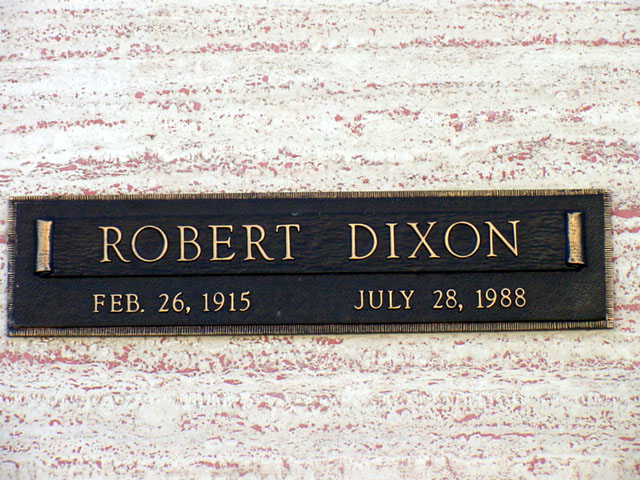 ROBERT DIXON
FEB. 26, 1915 JULY 28, 1988